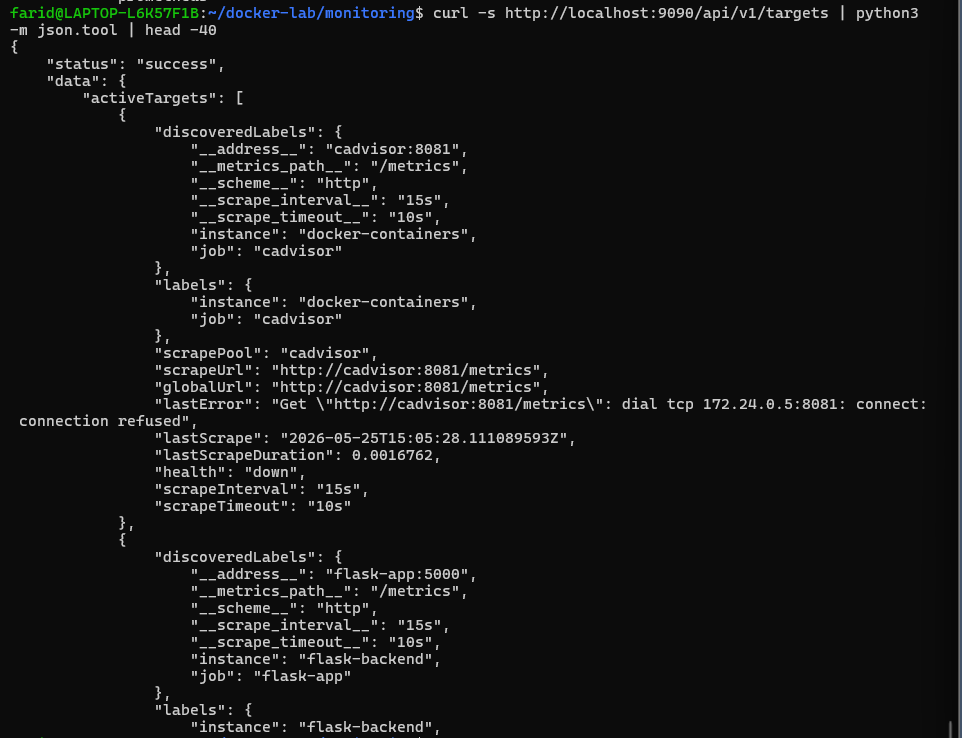 farid@LAPTOP-L6K57F1B:~/docker-lab/monitoring$ curl -s http://localhost:9090/api/v1/targets | python3
-m json.tool | head -40
{
    "status": "success",
    "data": {
        "activeTargets": [
            {
                "discoveredLabels": {
                    "__address__": "cadvisor:8081",
                    "__metrics_path__": "/metrics",
                    "__scheme__": "http",
                    "__scrape_interval__": "15s",
                    "__scrape_timeout__": "10s",
                    "instance": "docker-containers",
                    "job": "cadvisor"
                },
                "labels": {
                    "instance": "docker-containers",
                    "job": "cadvisor"
                },
                "scrapePool": "cadvisor",
                "scrapeUrl": "http://cadvisor:8081/metrics",
                "globalUrl": "http://cadvisor:8081/metrics",
                "lastError": "Get \"http://cadvisor:8081/metrics\": dial tcp 172.24.0.5:8081: connect:
 connection refused",
                "lastScrape": "2026-05-25T15:05:28.111089593Z",
                "lastScrapeDuration": 0.0016762,
                "health": "down",
                "scrapeInterval": "15s",
                "scrapeTimeout": "10s"
            },
            {
                "discoveredLabels": {
                    "__address__": "flask-app:5000",
                    "__metrics_path__": "/metrics",
                    "__scheme__": "http",
                    "__scrape_interval__": "15s",
                    "__scrape_timeout__": "10s",
                    "instance": "flask-backend",
                    "job": "flask-app"
                },
                "labels": {
                    "instance": "flask-backend",